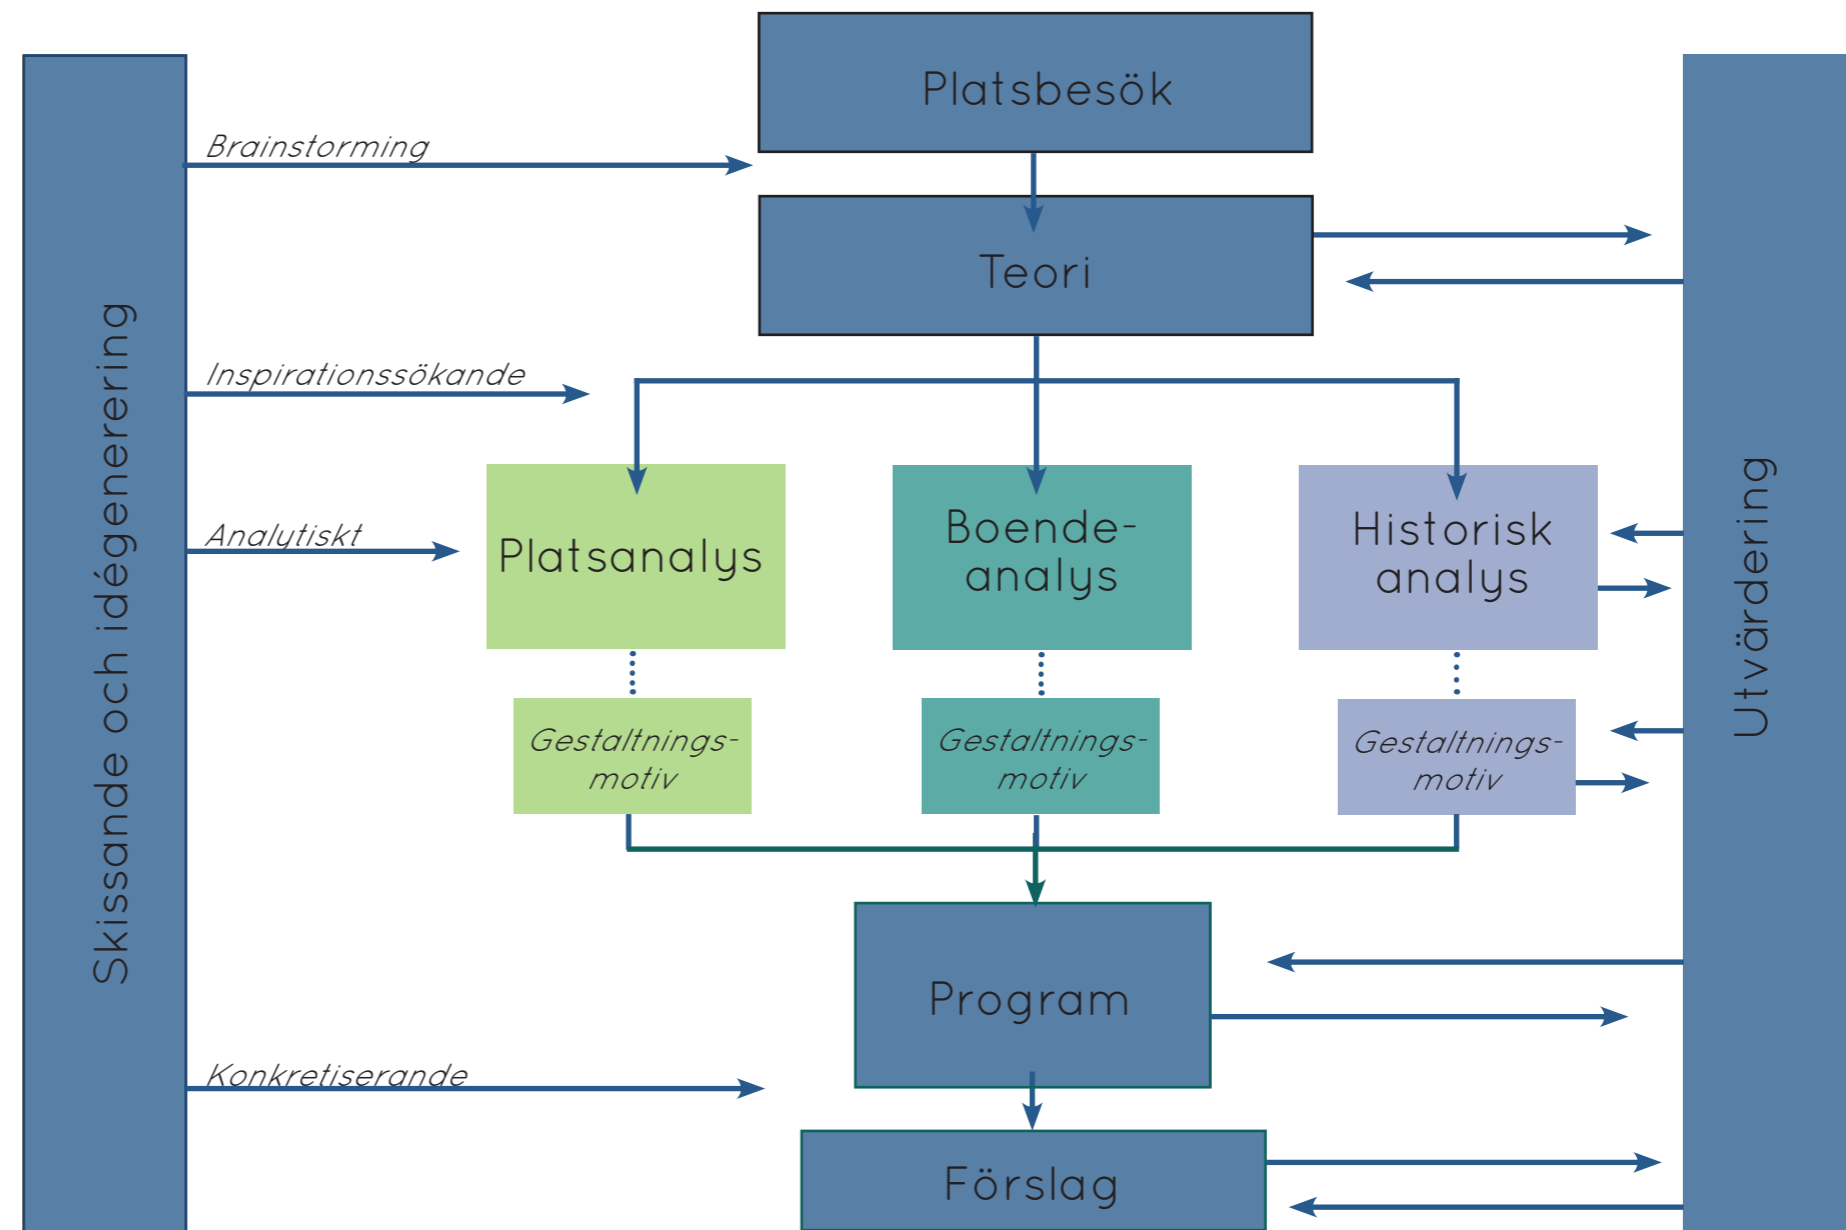 Skissande och idégenerering
Platsbesök
Brainstorming
Teori
Inspirationssökande
Analytiskt
Platsanalys
Boende-
analys
Historisk
analys
Gestaltnings-
motiv
Gestaltnings-
motiv
Gestaltnings-
motiv
Program
Konkretiserande
Förslag
Utvärdering